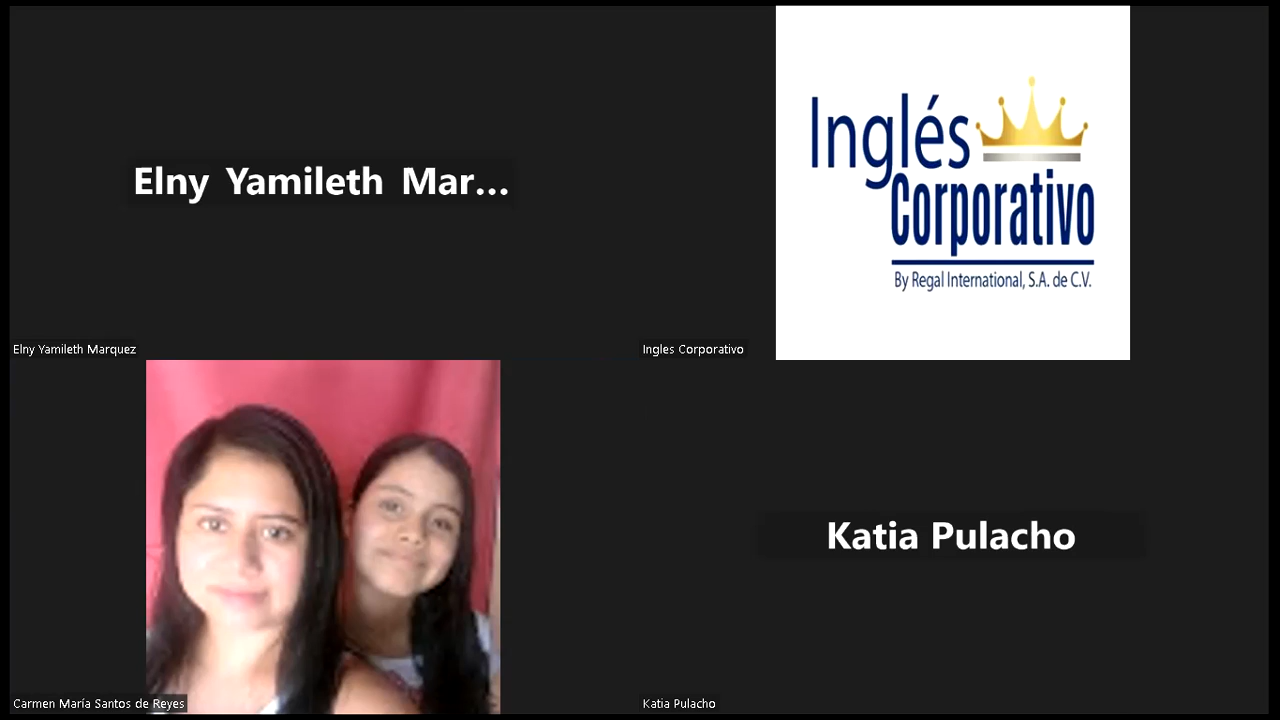 Elny Yamileth Mar...
Inglés
Corporativo
By Regal International, S.A. de C.V.
Elny Yamileth Marquez
Ingles Corporativo
Katia Pulacho
Carmen María Santos de Reyes
Katia Pulacho